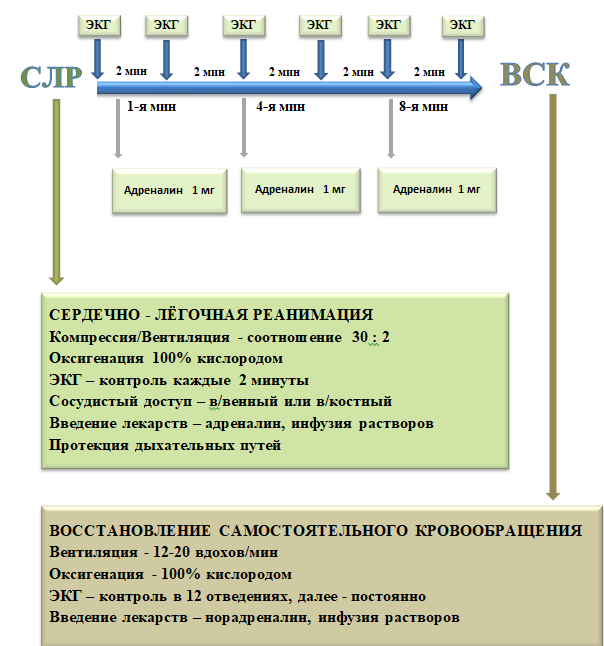 ЭКГ ЭКГ ЭКГ ЭКГ ЭКГ ЭКГ
СЛР 2 мин 2 мин 2 мин 2 мин 2 мин ВСК
1-я мин 4-я мин 8-я мин
Адреналин 1 мг Адреналин 1 мг Адреналин 1 мг
СЕРДЕЧНО - ЛЁГОЧНАЯ РЕАНИМАЦИЯ
Компрессия/Вентиляция - соотношение 30 : 2
Оксигенация 100% кислородом
ЭКГ – контроль каждые 2 минуты
Сосудистый доступ – в/венный или в/костный
Введение лекарств – адреналин, инфузия растворов
Протекция дыхательных путей
ВОССТАНОВЛЕНИЕ САМОСТОЯТЕЛЬНОГО КРОВООБРАЩЕНИЯ
Вентиляция - 12-20 вдохов/мин
Оксигенация - 100% кислородом
ЭКГ – контроль в 12 отведениях, далее - постоянно
Введение лекарств – норадреналин, инфузия растворов